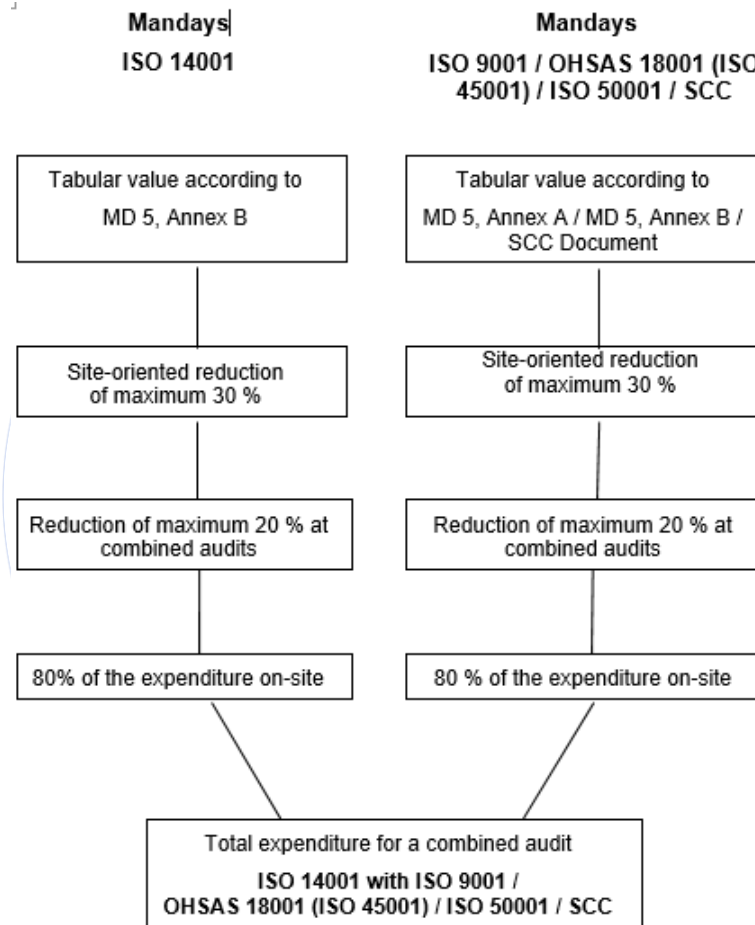 Mandays
ISO 14001
Mandays
ISO 9001 / OHSAS 18001 (ISO
45001) / ISO 50001 / SCC
Tabular value according to
MD 5, Annex B
Tabular value according to
MD 5, Annex A / MD 5, Annex B /
SCC Document
Site-oriented reduction
of maximum 30 %
Site-oriented reduction
of maximum 30 %
Reduction of maximum 20 % at
combined audits
Reduction of maximum 20 % at
combined audits
80% of the expenditure on-site
80 % of the expenditure on-site
Total expenditure for a combined audit
ISO 14001 with ISO 9001 /
OHSAS 18001 (ISO 45001) / ISO 50001 / SCC